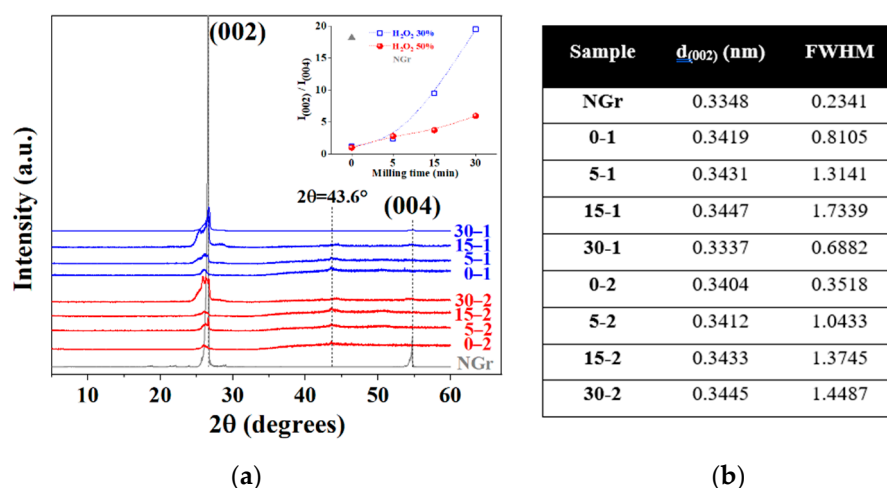 (002)
H₂O₂ 30%
H₂O₂ 50%
NGr
I(002) / I(004)
20
15
10
5
0
0 5 15 30
Milling time (min)
2θ=43.6°
(004)
Intensity (a.u.)
30–1
15–1
5–1
0–1
30–2
15–2
5–2
0–2
NGr
10 20 30 40 50 60
2θ (degrees)
(a)
Sample d(002) (nm) FWHM
NGr 0.3348 0.2341
0-1 0.3419 0.8105
5-1 0.3431 1.3141
15-1 0.3447 1.7339
30-1 0.3337 0.6882
0-2 0.3404 0.3518
5-2 0.3412 1.0433
15-2 0.3433 1.3745
30-2 0.3445 1.4487
(b)